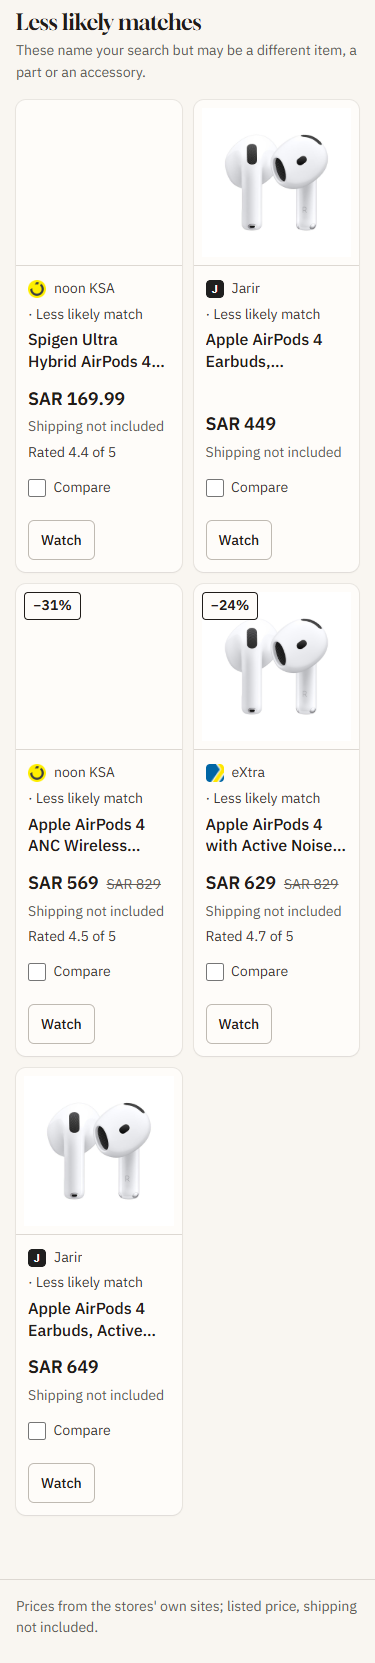 Less likely matches
These name your search but may be a different item, a
part or an accessory.
noon KSA
· Less likely match
Spigen Ultra
Hybrid AirPods 4...
SAR 169.99
Shipping not included
Rated 4.4 of 5
Compare
Watch
J
Jarir
· Less likely match
Apple AirPods 4
Earbuds,...
SAR 449
Shipping not included
Compare
Watch
−31%
noon KSA
· Less likely match
Apple AirPods 4
ANC Wireless...
SAR 569 SAR 829
Shipping not included
Rated 4.5 of 5
Compare
Watch
−24%
eXtra
· Less likely match
Apple AirPods 4
with Active Noise...
SAR 629 SAR 829
Shipping not included
Rated 4.7 of 5
Compare
Watch
J
Jarir
· Less likely match
Apple AirPods 4
Earbuds, Active...
SAR 649
Shipping not included
Compare
Watch
Prices from the stores' own sites; listed price, shipping
not included.